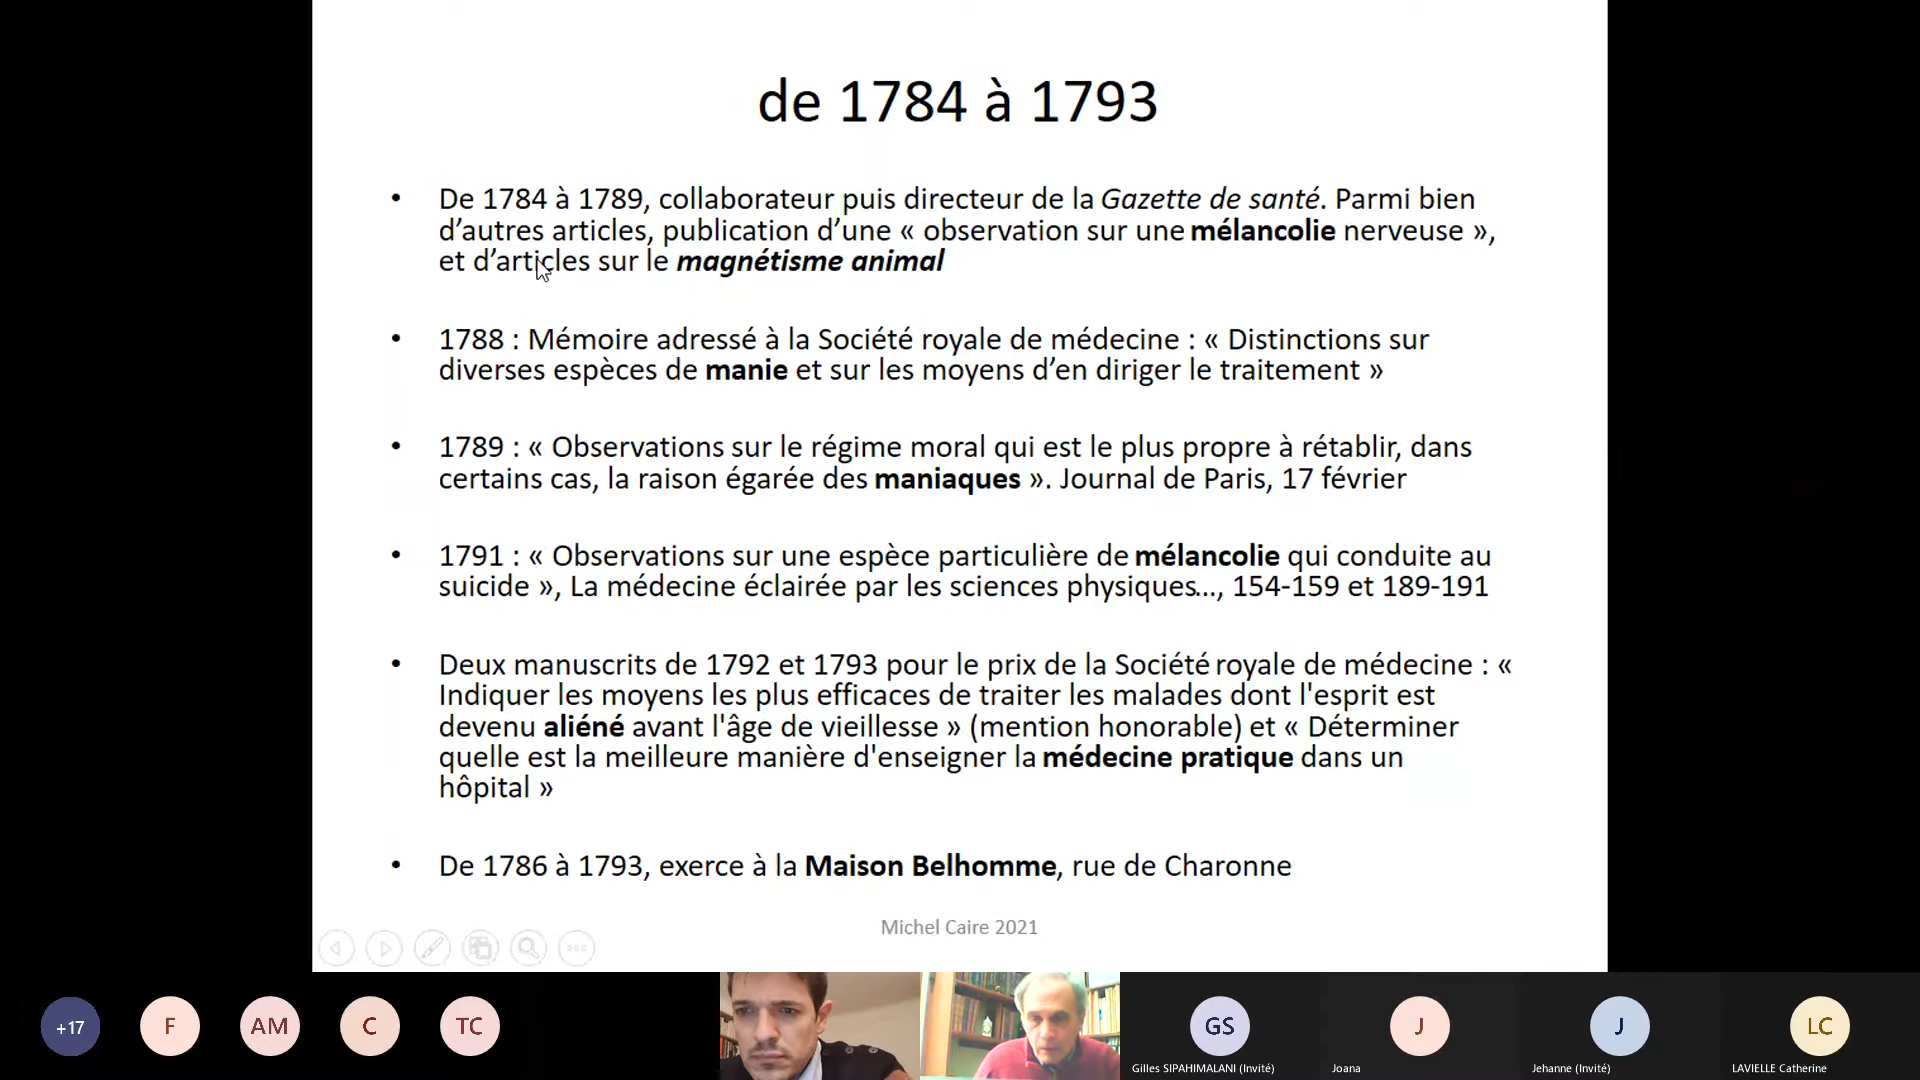 de 1784 à 1793
• De 1784 à 1789, collaborateur puis directeur de la Gazette de santé. Parmi bien
d’autres articles, publication d’une « observation sur une mélancolie nerveuse »,
et d’articles sur le magnétisme animal
• 1788 : Mémoire adressé à la Société royale de médecine : « Distinctions sur
diverses espèces de manie et sur les moyens d’en diriger le traitement »
• 1789 : « Observations sur le régime moral qui est le plus propre à rétablir, dans
certains cas, la raison égarée des maniaques ». Journal de Paris, 17 février
• 1791 : « Observations sur une espèce particulière de mélancolie qui conduite au
suicide », La médecine éclairée par les sciences physiques…, 154-159 et 189-191
• Deux manuscrits de 1792 et 1793 pour le prix de la Société royale de médecine : «
Indiquer les moyens les plus efficaces de traiter les malades dont l'esprit est
devenu aliéné avant l'âge de vieillesse » (mention honorable) et « Déterminer
quelle est la meilleure manière d'enseigner la médecine pratique dans un
hôpital »
• De 1786 à 1793, exerce à la Maison Belhomme, rue de Charonne
Michel Caire 2021
+17 F AM C TC GS J J LC
Gilles SIPAHIMALANI (Invité) Joana Jehanne (Invité) LAVIELLE Catherine